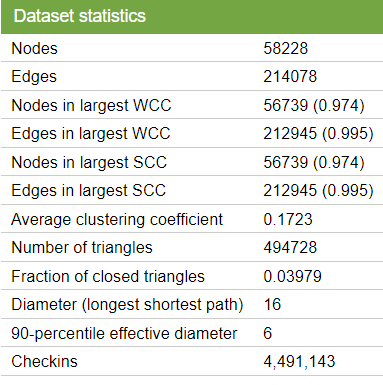 Dataset statistics
Nodes 58228
Edges 214078
Nodes in largest WCC 56739 (0.974)
Edges in largest WCC 212945 (0.995)
Nodes in largest SCC 56739 (0.974)
Edges in largest SCC 212945 (0.995)
Average clustering coefficient 0.1723
Number of triangles 494728
Fraction of closed triangles 0.03979
Diameter (longest shortest path) 16
90-percentile effective diameter 6
Checkins 4,491,143